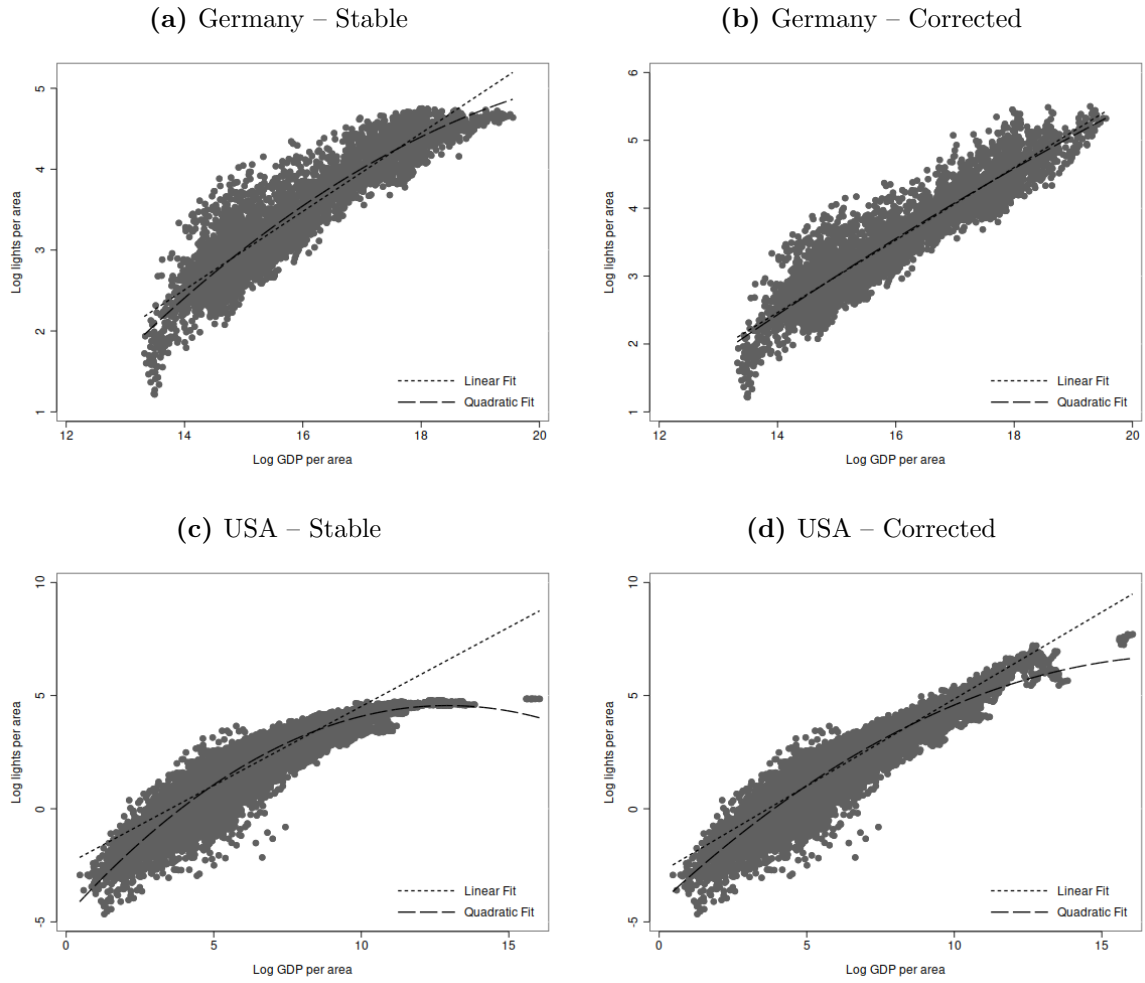 (a) Germany – Stable
(b) Germany – Corrected
Log lights per area
5
4
3
2
1
Linear Fit
Quadratic Fit
12 14 16 18 20
Log GDP per area
Log lights per area
6
5
4
3
2
1
Linear Fit
Quadratic Fit
12 14 16 18 20
Log GDP per area
(c) USA – Stable
(d) USA – Corrected
Log lights per area
10
5
0
-5
Linear Fit
Quadratic Fit
0 5 10 15
Log GDP per area
Log lights per area
10
5
0
-5
Linear Fit
Quadratic Fit
0 5 10 15
Log GDP per area